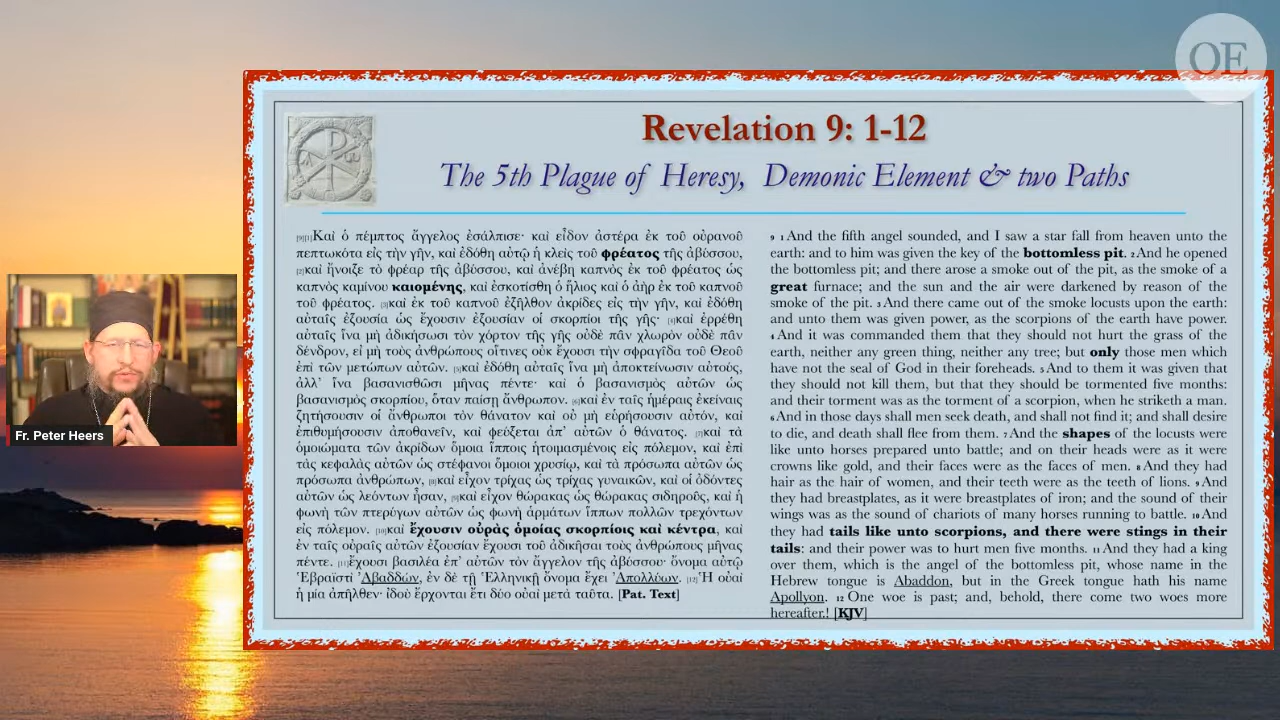 OE
Revelation 9: 1-12
The 5th Plague of Heresy, Demonic Element & two Paths
[9][1]Καὶ ὁ πέμπτος ἄγγελος ἐσάλπισε· καὶ εἶδον ἀστέρα ἐκ τοῦ οὐρανοῦ
πεπτωκότα εἰς τὴν γῆν, καὶ ἐδόθη αὐτῷ ἡ κλεὶς τοῦ φρέατος τῆς ἀβύσσου,
[2]καὶ ἤνοιξε τὸ φρέαρ τῆς ἀβύσσου, καὶ ἀνέβη καπνὸς ἐκ τοῦ φρέατος ὡς
καπνὸς καμίνου καιομένης, καὶ ἐσκοτίσθη ὁ ἥλιος καὶ ὁ ἀὴρ ἐκ τοῦ καπνοῦ
τοῦ φρέατος. [3]καὶ ἐκ τοῦ καπνοῦ ἐξῆλθον ἀκρίδες εἰς τὴν γῆν, καὶ ἐδόθη
αὐταῖς ἐξουσία ὡς ἔχουσιν ἐξουσίαν οἱ σκορπίοι τῆς γῆς· [4]καὶ ἐρρέθη
αὐταῖς ἵνα μὴ ἀδικήσωσι τὸν χόρτον τῆς γῆς οὐδὲ πᾶν χλωρὸν οὐδὲ πᾶν
δένδρον, εἰ μὴ τοὺς ἀνθρώπους οἵτινες οὐκ ἔχουσι τὴν σφραγῖδα τοῦ Θεοῦ
ἐπὶ τῶν μετώπων αὐτῶν. [5]καὶ ἐδόθη αὐταῖς ἵνα μὴ ἀποκτείνωσιν αὐτούς,
ἀλλ’ ἵνα βασανισθῶσι μῆνας πέντε· καὶ ὁ βασανισμὸς αὐτῶν ὡς
βασανισμὸς σκορπίου, ὅταν παίσῃ ἄνθρωπον. [6]καὶ ἐν ταῖς ἡμέραις ἐκείναις
ζητήσουσιν οἱ ἄνθρωποι τὸν θάνατον καὶ οὐ μὴ εὑρήσουσιν αὐτόν, καὶ
ἐπιθυμήσουσιν ἀποθανεῖν, καὶ φεύξεται ἀπ’ αὐτῶν ὁ θάνατος. [7]καὶ τὰ
ὁμοιώματα τῶν ἀκρίδων ὅμοια ἵπποις ἡτοιμασμένοις εἰς πόλεμον, καὶ ἐπὶ
τὰς κεφαλὰς αὐτῶν ὡς στέφανοι ὅμοιοι χρυσίῳ, καὶ τὰ πρόσωπα αὐτῶν ὡς
πρόσωπα ἀνθρώπων, [8]καὶ εἶχον τρίχας ὡς τρίχας γυναικῶν, καὶ οἱ ὀδόντες
αὐτῶν ὡς λεόντων ἦσαν, [9]καὶ εἶχον θώρακας ὡς θώρακας σιδηροῦς, καὶ ἡ
φωνὴ τῶν πτερύγων αὐτῶν ὡς φωνὴ ἁρμάτων ἵππων πολλῶν τρεχόντων
εἰς πόλεμον. [10]καὶ ἔχουσιν οὐρὰς ὁμοίας σκορπίοις καὶ κέντρα, καὶ
ἐν ταῖς οὐραῖς αὐτῶν ἐξουσίαν ἔχουσι τοῦ ἀδικῆσαι τοὺς ἀνθρώπους μῆνας
πέντε. [11]ἔχουσι βασιλέα ἐπ’ αὐτῶν τὸν ἄγγελον τῆς ἀβύσσου· ὄνομα αὐτῷ
Ἑβραϊστὶ Ἀβαδδών, ἐν δὲ τῇ Ἑλληνικῇ ὄνομα ἔχει Ἀπολλύων. [12]Ἡ οὐαὶ
ἡ μία ἀπῆλθεν· ἰδοὺ ἔρχονται ἔτι δύο οὐαὶ μετὰ ταῦτα. [Pat. Text]
9 1 And the fifth angel sounded, and I saw a star fall from heaven unto the
earth: and to him was given the key of the bottomless pit. 2 And he opened
the bottomless pit; and there arose a smoke out of the pit, as the smoke of a
great furnace; and the sun and the air were darkened by reason of the
smoke of the pit. 3 And there came out of the smoke locusts upon the earth:
and unto them was given power, as the scorpions of the earth have power.
4 And it was commanded them that they should not hurt the grass of the
earth, neither any green thing, neither any tree; but only those men which
have not the seal of God in their foreheads. 5 And to them it was given that
they should not kill them, but that they should be tormented five months:
and their torment was as the torment of a scorpion, when he striketh a man.
6 And in those days shall men seek death, and shall not find it; and shall desire
to die, and death shall flee from them. 7 And the shapes of the locusts were
like unto horses prepared unto battle; and on their heads were as it were
crowns like gold, and their faces were as the faces of men. 8 And they had
hair as the hair of women, and their teeth were as the teeth of lions. 9 And
they had breastplates, as it were breastplates of iron; and the sound of their
wings was as the sound of chariots of many horses running to battle. 10 And
they had tails like unto scorpions, and there were stings in their
tails: and their power was to hurt men five months. 11 And they had a king
over them, which is the angel of the bottomless pit, whose name in the
Hebrew tongue is Abaddon, but in the Greek tongue hath his name
Apollyon. 12 One woe is past; and, behold, there come two woes more
hereafter.! [KJV]
Fr. Peter Heers